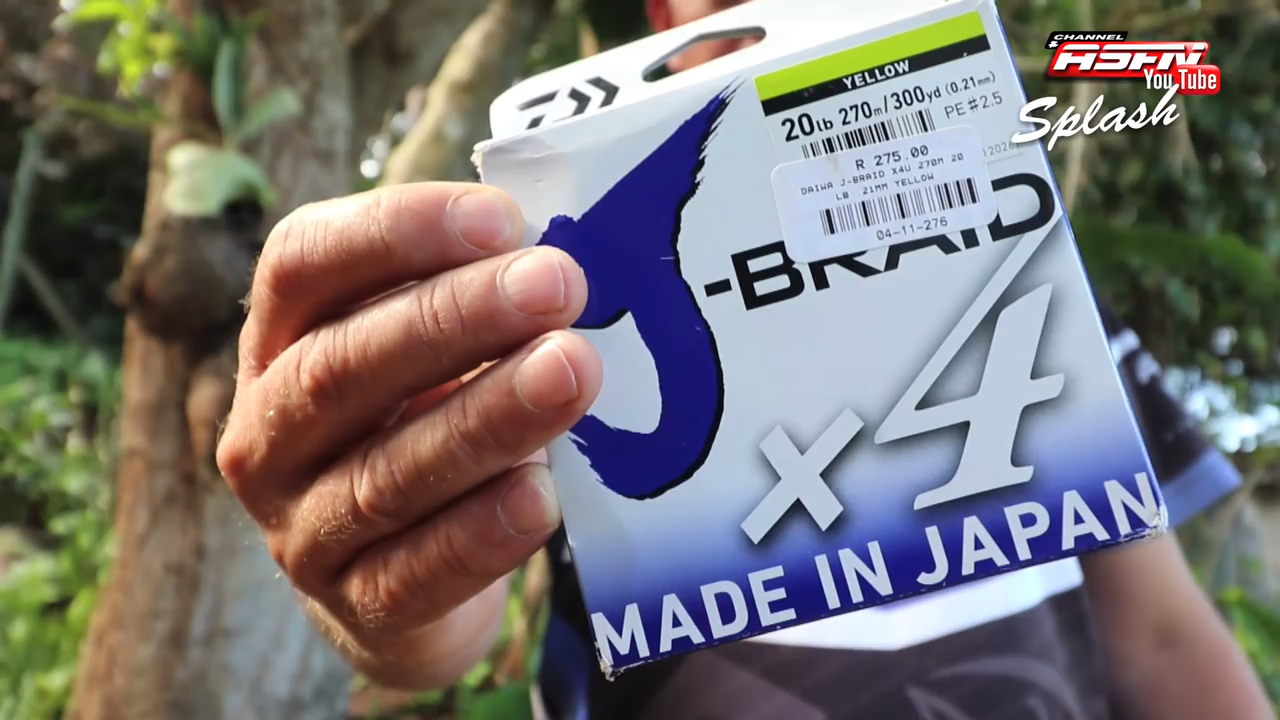 CHANNEL
& ASFN
YouTube
Splash
YELLOW
20lb 270m/300yd (0.21mm)
PE#2.5
R 275.00
DAIWA J-BRAID X4U 270M 20
LB .21MM YELLOW
04-11-276
J-BRAID
x4
MADE IN JAPAN